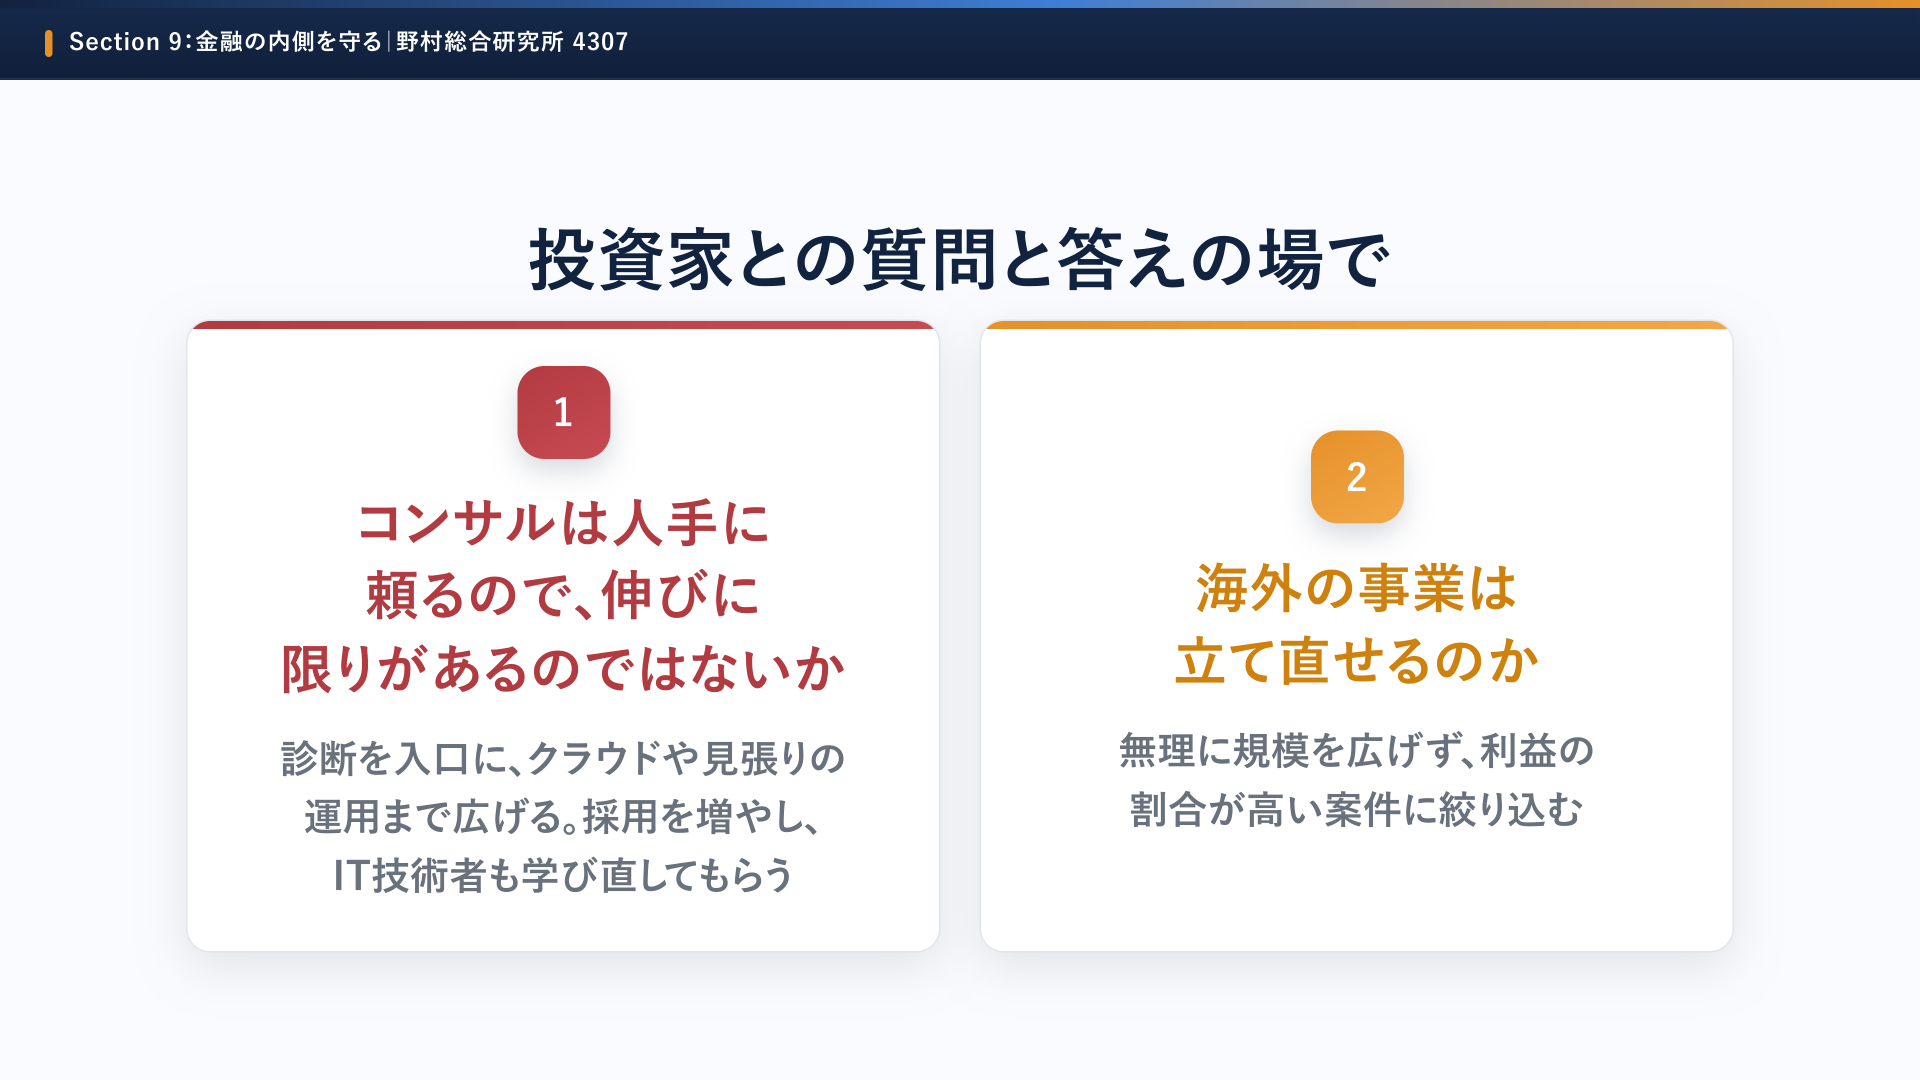 Section 9：金融の内側を守る｜野村総合研究所 4307
投資家との質問と答えの場で
1
コンサルは人手に
頼るので、伸びに
限りがあるのではないか
診断を入口に、クラウドや見張りの
運用まで広げる。採用を増やし、
IT技術者も学び直してもらう
2
海外の事業は
立て直せるのか
無理に規模を広げず、利益の
割合が高い案件に絞り込む